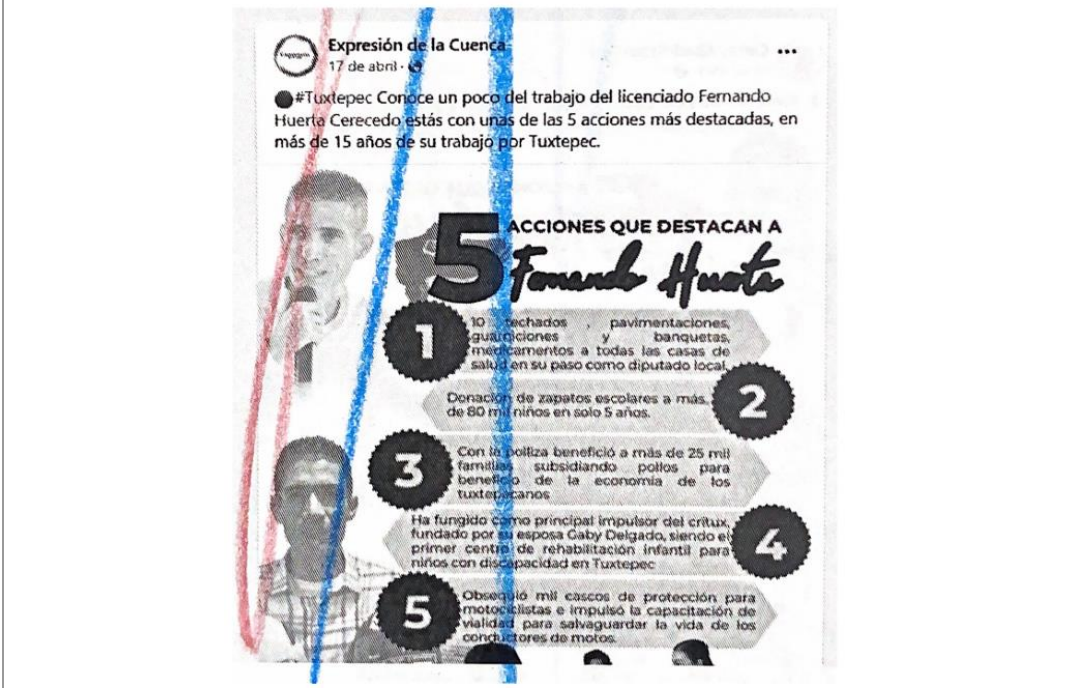 Expresión de la Cuenca
17 de abril ·
#Tuxtepec Conoce un poco del trabajo del licenciado Fernando
Huerta Cerecedo estás con unas de las 5 acciones más destacadas, en
más de 15 años de su trabajo por Tuxtepec.
5 ACCIONES QUE DESTACAN A
Fernando Huerta
1
10 techados , pavimentaciones,
guarniciones y banquetas,
medicamentos a todas las casas de
salud en su paso como diputado local.
Donación de zapatos escolares a más
de 80 mil niños en solo 5 años.
2
3
Con la polliza benefició a más de 25 mil
familias subsidiando pollos para
beneficio de la economía de los
tuxtepecanos
Ha fungido como principal impulsor del critux,
fundado por su esposa Gaby Delgado, siendo el
primer centro de rehabilitación infantil para
niños con discapacidad en Tuxtepec
4
5
Obsequió mil cascos de protección para
motociclistas e impulsó la capacitación de
vialidad para salvaguardar la vida de los
conductores de motos.